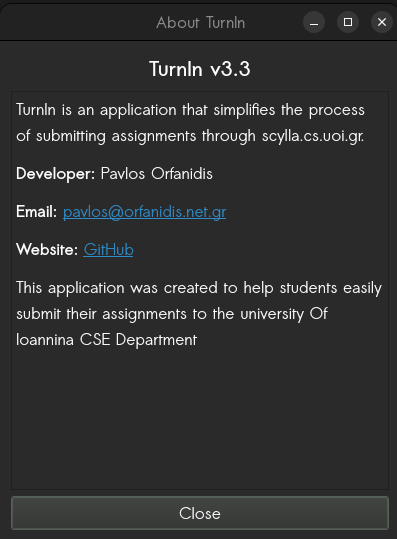 About TurnIn
TurnIn v3.3
TurnIn is an application that simplifies the process
of submitting assignments through scylla.cs.uoi.gr.
Developer: Pavlos Orfanidis
Email: pavlos@orfanidis.net.gr
Website: GitHub
This application was created to help students easily
submit their assignments to the university Of
Ioannina CSE Department
Close